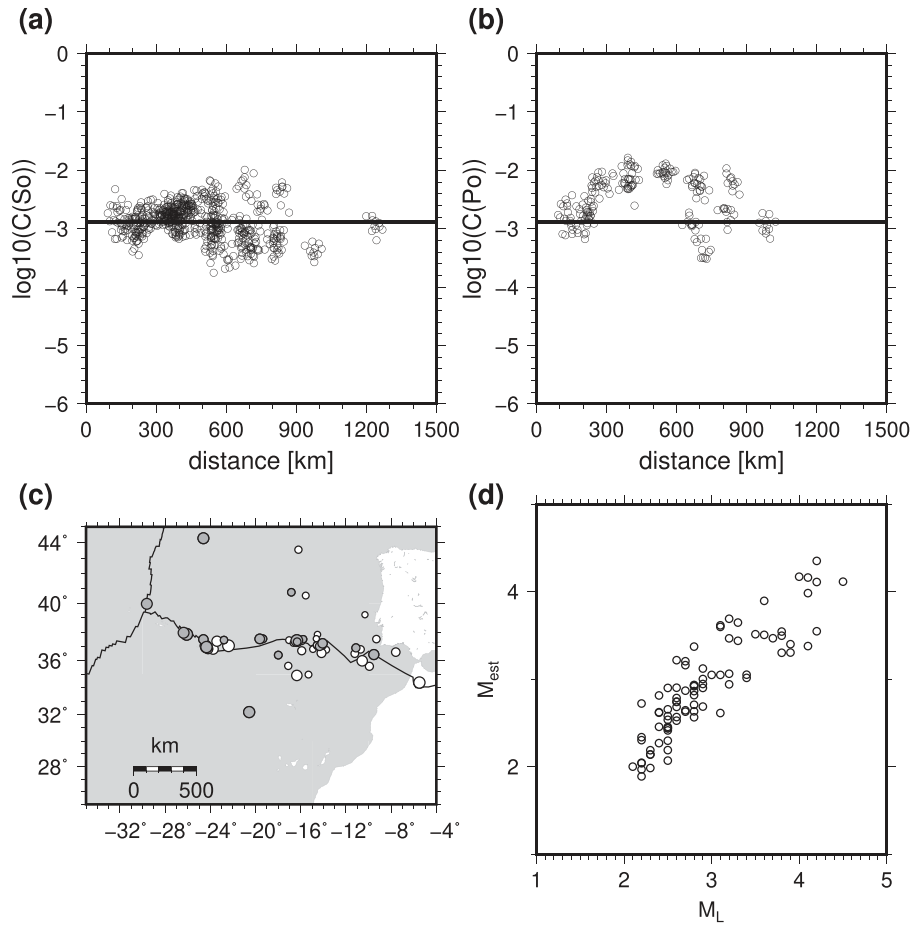 (a)
(b)
0
−1
−2
−3
−4
−5
−6
log10(C(So))
0 300 600 900 1200 1500
distance [km]
0
−1
−2
−3
−4
−5
−6
log10(C(Po))
0 300 600 900 1200 1500
distance [km]
(c)
44˚
40˚
36˚
32˚
28˚
km
0 500
−32˚ −28˚ −24˚ −20˚ −16˚ −12˚ −8˚ −4˚
(d)
4
2
Mest
1 2 3 4 5
ML